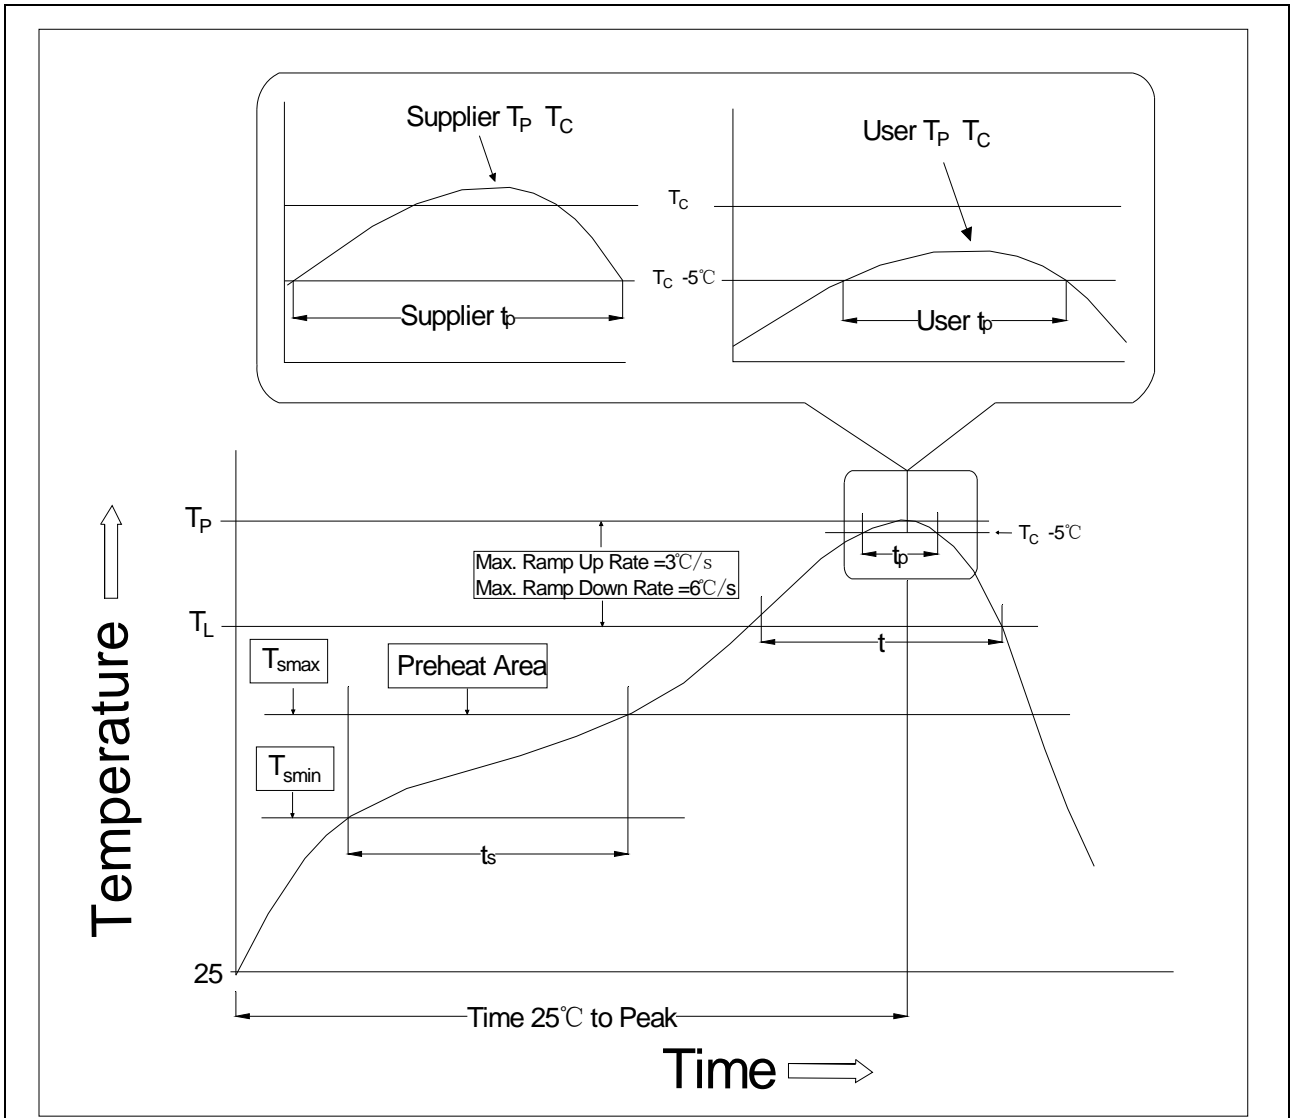 Supplier TP TC
User TP TC
TC
TC -5℃
Supplier tp
User tp
TP
TC -5℃
tp
Max. Ramp Up Rate =3℃/s
Max. Ramp Down Rate =6℃/s
TL
t
Tsmax
Preheat Area
Tsmin
ts
Temperature
25
Time 25℃ to Peak
Time